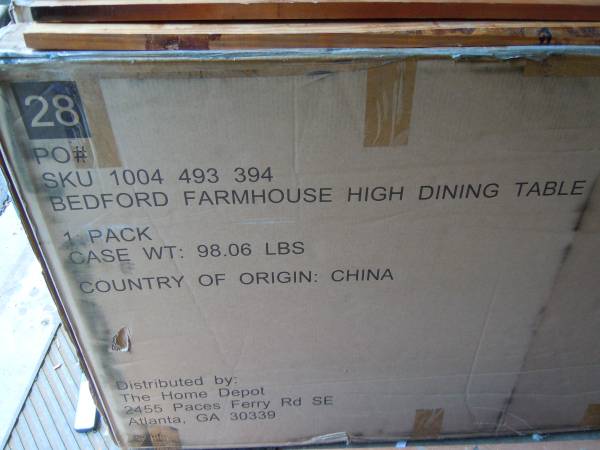 28
PO#
SKU 1004 493 394
BEDFORD FARMHOUSE HIGH DINING TABLE
1 PACK
CASE WT: 98.06 LBS
COUNTRY OF ORIGIN: CHINA
Distributed by:
The Home Depot
2455 Paces Ferry Rd SE
Atlanta, GA 30339